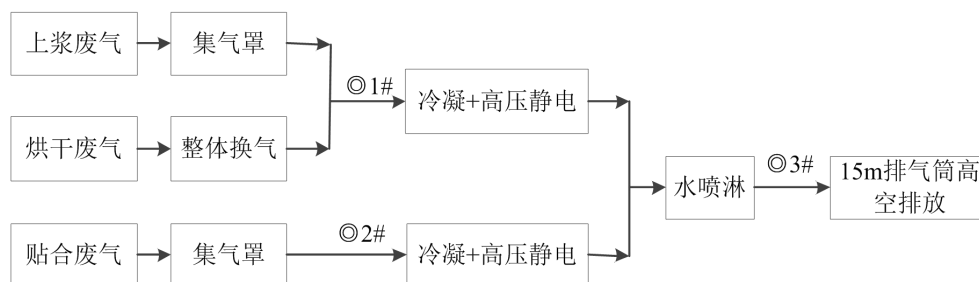 上浆废气
集气罩
◎1#
冷凝+高压静电
烘干废气
整体换气
水喷淋
◎3#
15m排气筒高
空排放
贴合废气
集气罩
◎2#
冷凝+高压静电